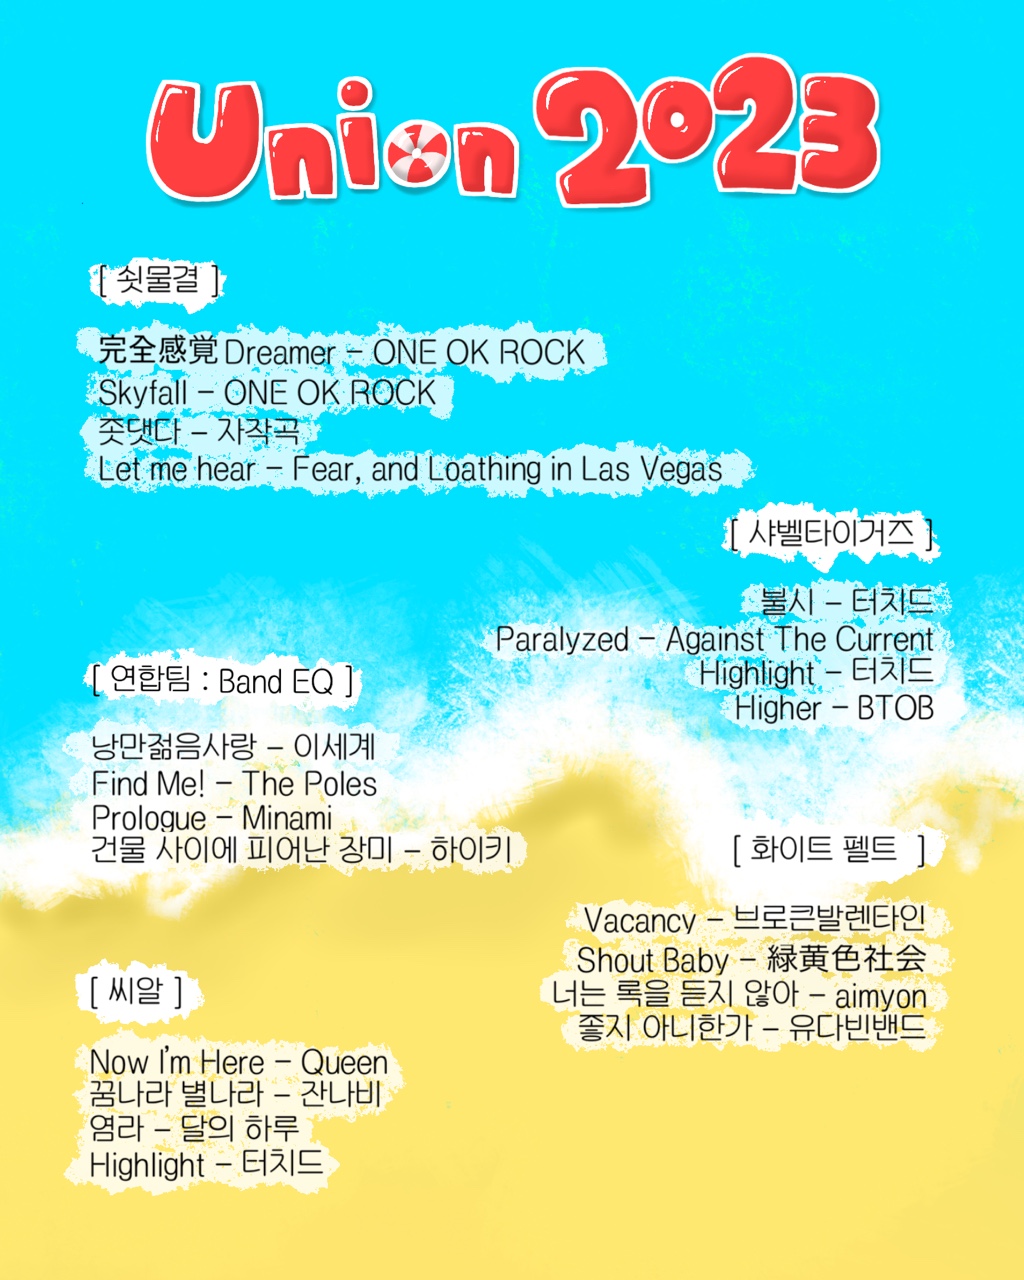 Union 2023
[ 쇳물결 ]
完全感覚 Dreamer – ONE OK ROCK
Skyfall – ONE OK ROCK
좃댓다 – 자작곡
Let me hear – Fear, and Loathing in Las Vegas
[ 샤벨타이거즈 ]
불시 – 터치드
Paralyzed – Against The Current
Highlight – 터치드
Higher – BTOB
[ 연합팀 : Band EQ ]
낭만젊음사랑 – 이세계
Find Me! – The Poles
Prologue – Minami
건물 사이에 피어난 장미 – 하이키
[ 화이트 펠트 ]
Vacancy – 브로큰발렌타인
Shout Baby – 緑黄色社会
너는 록을 듣지 않아 – aimyon
좋지 아니한가 – 유다빈밴드
[ 씨알 ]
Now I'm Here – Queen
꿈나라 별나라 – 잔나비
염라 – 달의 하루
Highlight – 터치드